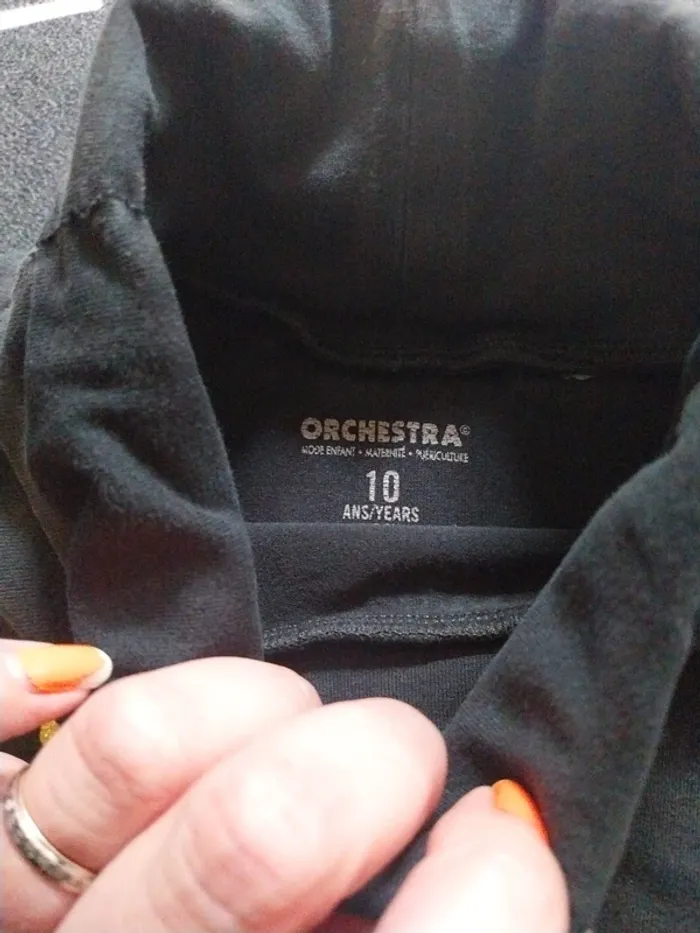 ORCHESTRA©
MODE ENFANT • MATERNITÉ • PUÉRICULTURE
10
ANS/YEARS